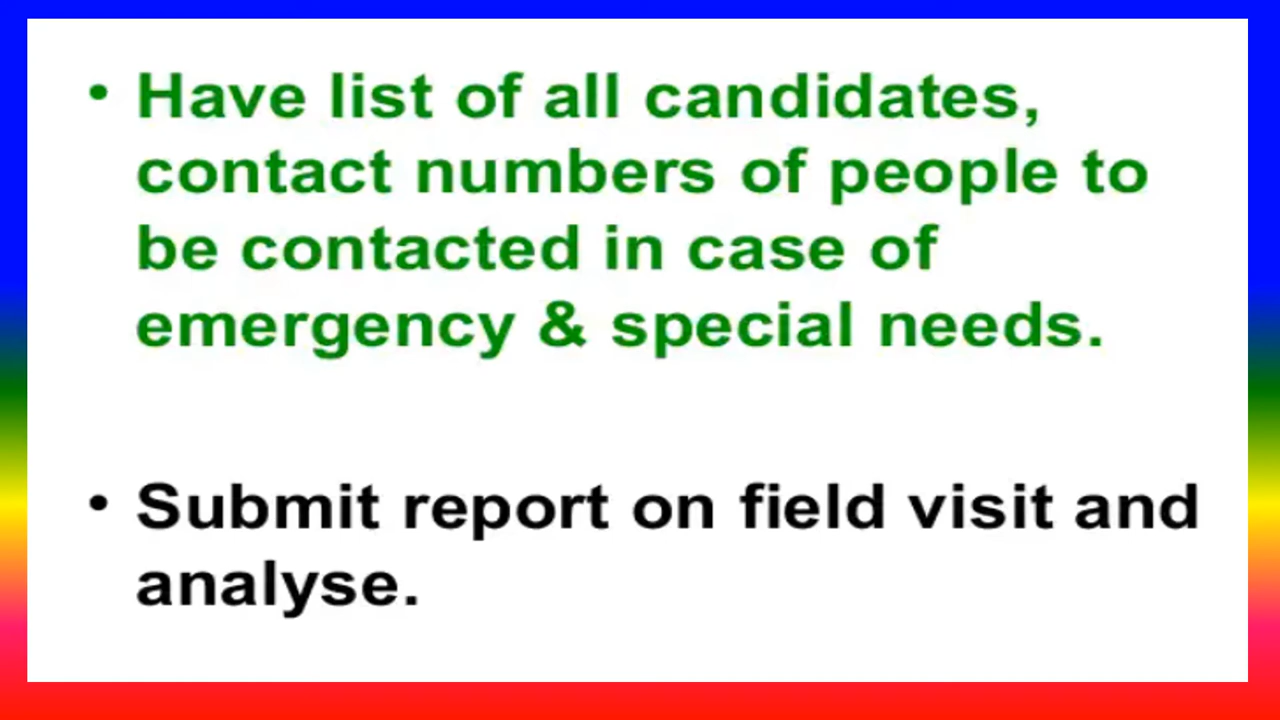 • Have list of all candidates,
contact numbers of people to
be contacted in case of
emergency & special needs.
• Submit report on field visit and
analyse.